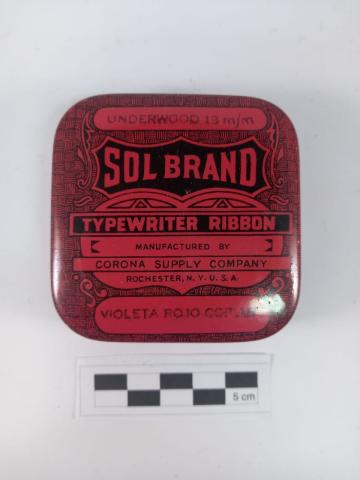 UNDERWOOD 13 m/m
SOL BRAND
TYPEWRITER RIBBON
MANUFACTURED BY
CORONA SUPPLY COMPANY
ROCHESTER, N.Y. U.S.A.
VIOLETA ROJO
5 cm